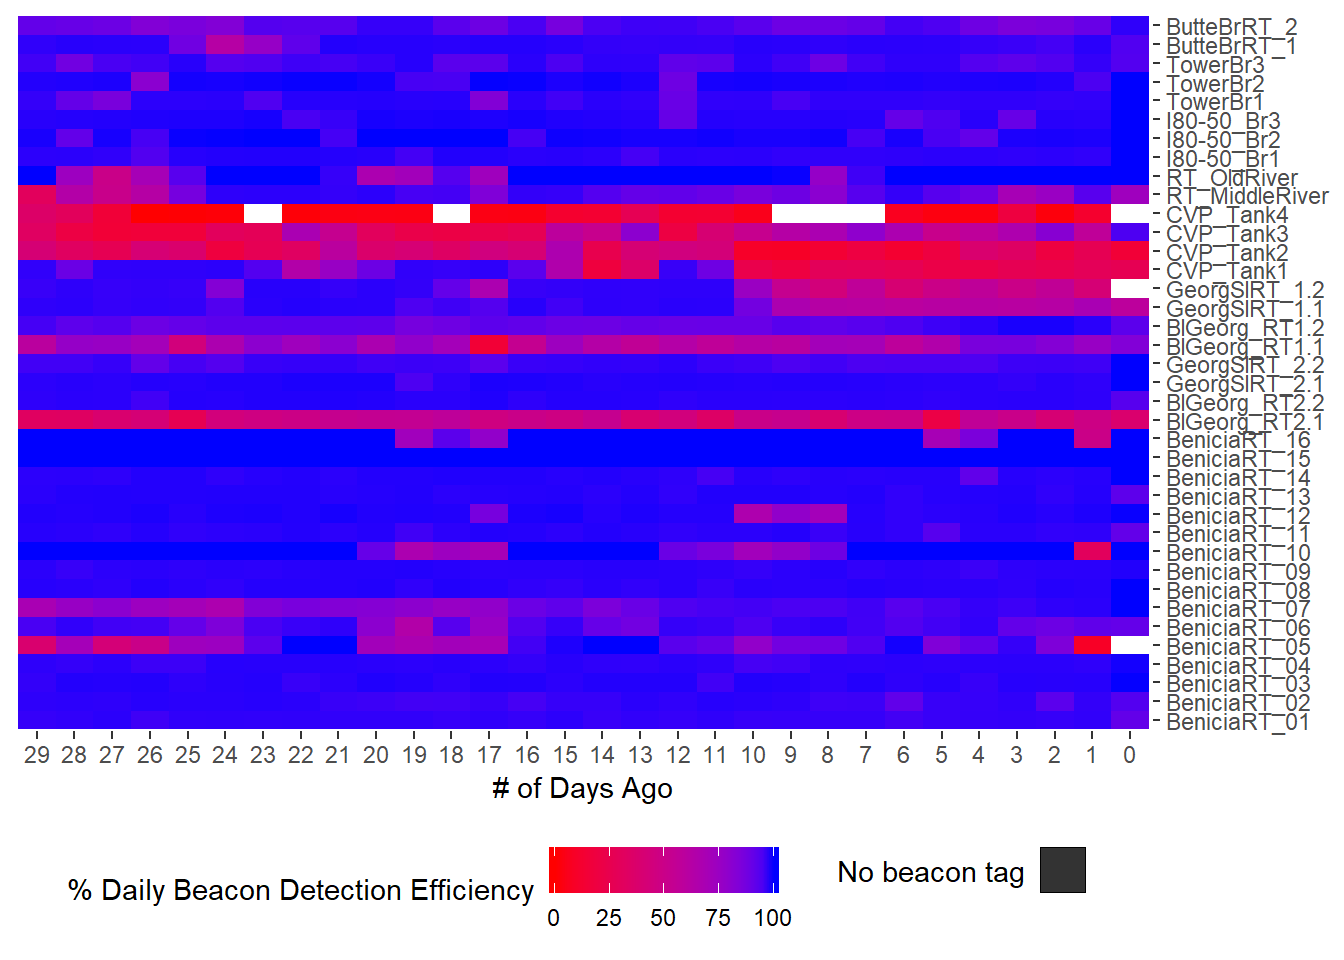 ButteBrRT_2
ButteBrRT_1
TowerBr3
TowerBr2
TowerBr1
I80-50_Br3
I80-50_Br2
I80-50_Br1
RT_OldRiver
RT_MiddleRiver
CVP_Tank4
CVP_Tank3
CVP_Tank2
CVP_Tank1
GeorgSlRT_1.2
GeorgSlRT_1.1
BlGeorg_RT1.2
BlGeorg_RT1.1
GeorgSlRT_2.2
GeorgSlRT_2.1
BlGeorg_RT2.2
BlGeorg_RT2.1
BeniciaRT_16
BeniciaRT_15
BeniciaRT_14
BeniciaRT_13
BeniciaRT_12
BeniciaRT_11
BeniciaRT_10
BeniciaRT_09
BeniciaRT_08
BeniciaRT_07
BeniciaRT_06
BeniciaRT_05
BeniciaRT_04
BeniciaRT_03
BeniciaRT_02
BeniciaRT_01
29 28 27 26 25 24 23 22 21 20 19 18 17 16 15 14 13 12 11 10 9 8 7 6 5 4 3 2 1 0
# of Days Ago
% Daily Beacon Detection Efficiency
0 25 50 75 100
No beacon tag